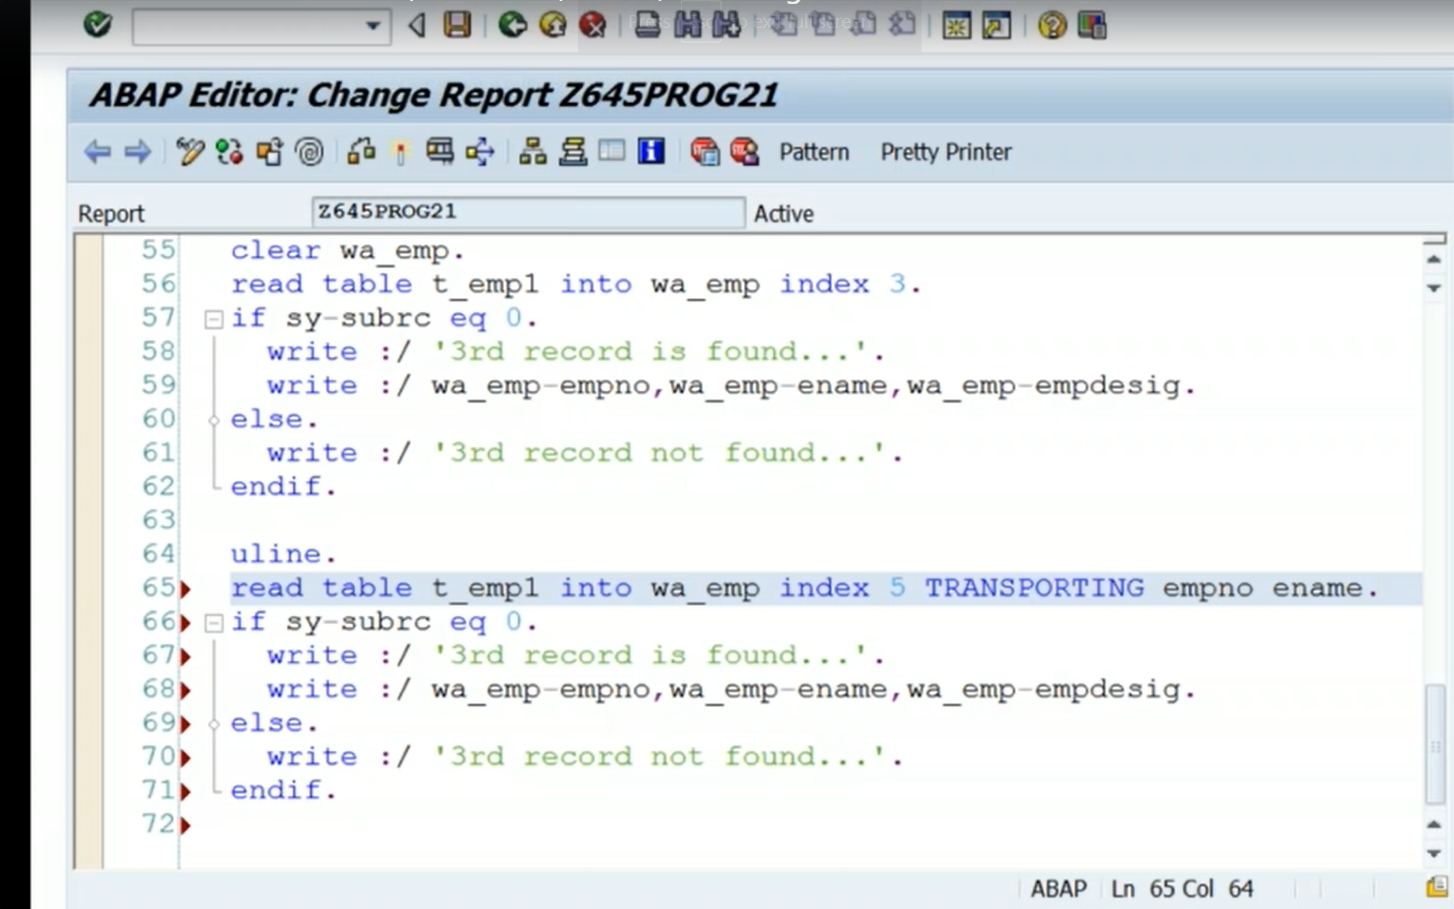 ABAP Editor: Change Report Z645PROG21
Pattern Pretty Printer
Report Z645PROG21 Active
55 clear wa_emp.
56 read table t_emp1 into wa_emp index 3.
57 if sy-subrc eq 0.
58 write :/ '3rd record is found...'.
59 write :/ wa_emp-empno,wa_emp-ename,wa_emp-empdesig.
60 else.
61 write :/ '3rd record not found...'.
62 endif.
63
64 uline.
65 read table t_emp1 into wa_emp index 5 TRANSPORTING empno ename.
66 if sy-subrc eq 0.
67 write :/ '3rd record is found...'.
68 write :/ wa_emp-empno,wa_emp-ename,wa_emp-empdesig.
69 else.
70 write :/ '3rd record not found...'.
71 endif.
72
ABAP Ln 65 Col 64